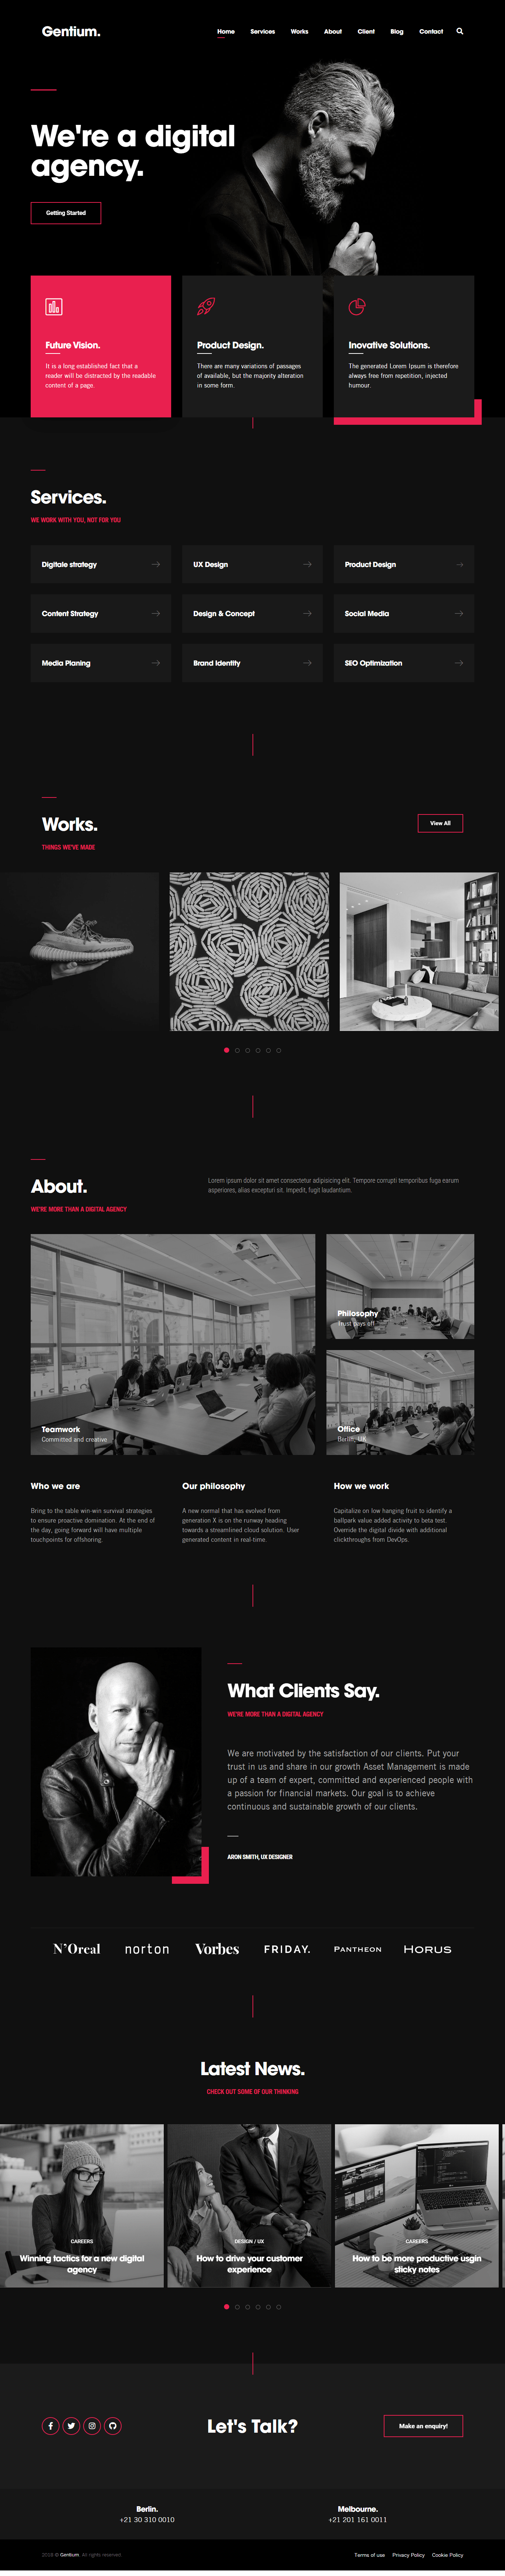 Gentium.
Home Services Works About Client Blog Contact
We're a digital
agency.
Getting Started
Future Vision.
It is a long established fact that a
reader will be distracted by the readable
content of a page.
Product Design.
There are many variations of passages
of available, but the majority alteration
in some form.
Inovative Solutions.
The generated Lorem Ipsum is therefore
always free from repetition, injected
humour.
Services.
WE WORK WITH YOU, NOT FOR YOU
Digitale strategy
UX Design
Product Design
Content Strategy
Design & Concept
Social Media
Media Planing
Brand Identity
SEO Optimization
Works.
THINGS WE'VE MADE
View All
About.
WE'RE MORE THAN A DIGITAL AGENCY
Lorem ipsum dolor sit amet consectetur adipisicing elit. Tempore corrupti temporibus fuga earum
asperiores, alias excepturi sit. Impedit, fugit laudantium.
Teamwork
Committed and creative
Philosophy
Trust pays off
Office
Berlin, UK
Who we are
Bring to the table win-win survival strategies
to ensure proactive domination. At the end of
the day, going forward will have multiple
touchpoints for offshoring.
Our philosophy
A new normal that has evolved from
generation X is on the runway heading
towards a streamlined cloud solution. User
generated content in real-time.
How we work
Capitalize on low hanging fruit to identify a
ballpark value added activity to beta test.
Override the digital divide with additional
clickthroughs from DevOps.
What Clients Say.
WE'RE MORE THAN A DIGITAL AGENCY
We are motivated by the satisfaction of our clients. Put your
trust in us and share in our growth Asset Management is made
up of a team of expert, committed and experienced people with
a passion for financial markets. Our goal is to achieve
continuous and sustainable growth of our clients.
ARON SMITH, UX DESIGNER
N'Oreal
norton
Vorbes
FRIDAY.
PANTHEON
HORUS
Latest News.
CHECK OUT SOME OF OUR THINKING
CAREERS
Winning tactics for a new digital
agency
DESIGN / UX
How to drive your customer
experience
CAREERS
How to be more productive usgin
sticky notes
Let's Talk?
Make an enquiry!
Berlin.
+21 30 310 0010
Melbourne.
+21 201 161 0011
2018 © Gentium. All rights reserved.
Terms of use Privacy Policy Cookie Policy